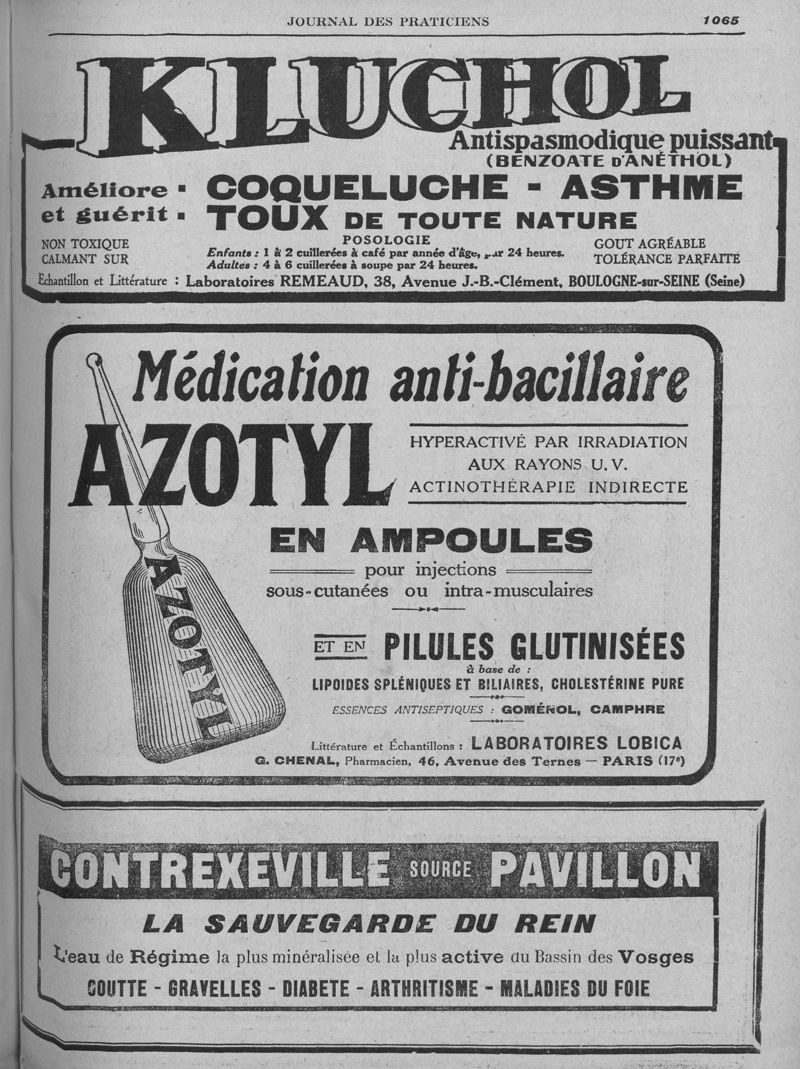 JOURNAL DES PRATICIENS 1065
KLUCHOL
Antispasmodique puissant
(BENZOATE D'ANÉTHOL)
Améliore COQUELUCHE - ASTHME
et guérit TOUX DE TOUTE NATURE
NON TOXIQUE
CALMANT SUR
POSOLOGIE
Enfants : 1 à 2 cuillerées à café par année d'âge, par 24 heures.
Adultes : 4 à 6 cuillerées à soupe par 24 heures.
GOUT AGRÉABLE
TOLÉRANCE PARFAITE
Echantillon et Littérature : Laboratoires REMEAUD, 38, Avenue J.-B.-Clément, BOULOGNE-sur-SEINE (Seine)
Médication anti-bacillaire
AZOTYL
HYPERACTIVÉ PAR IRRADIATION
AUX RAYONS U.V.
ACTINOTHÉRAPIE INDIRECTE
EN AMPOULES
pour injections
sous-cutanées ou intra-musculaires
AZOTYL
ET EN PILULES GLUTINISÉES
à base de :
LIPOIDES SPLÉNIQUES ET BILIAIRES, CHOLESTÉRINE PURE
ESSENCES ANTISEPTIQUES : GOMÉNOL, CAMPHRE
Littérature et Échantillons : LABORATOIRES LOBICA
G. CHENAL, Pharmacien, 46, Avenue des Ternes — PARIS (17e)
CONTREXEVILLE SOURCE PAVILLON
LA SAUVEGARDE DU REIN
L'eau de Régime la plus minéralisée et la plus active du Bassin des Vosges
GOUTTE - GRAVELLES - DIABETE - ARTHRITISME - MALADIES DU FOIE